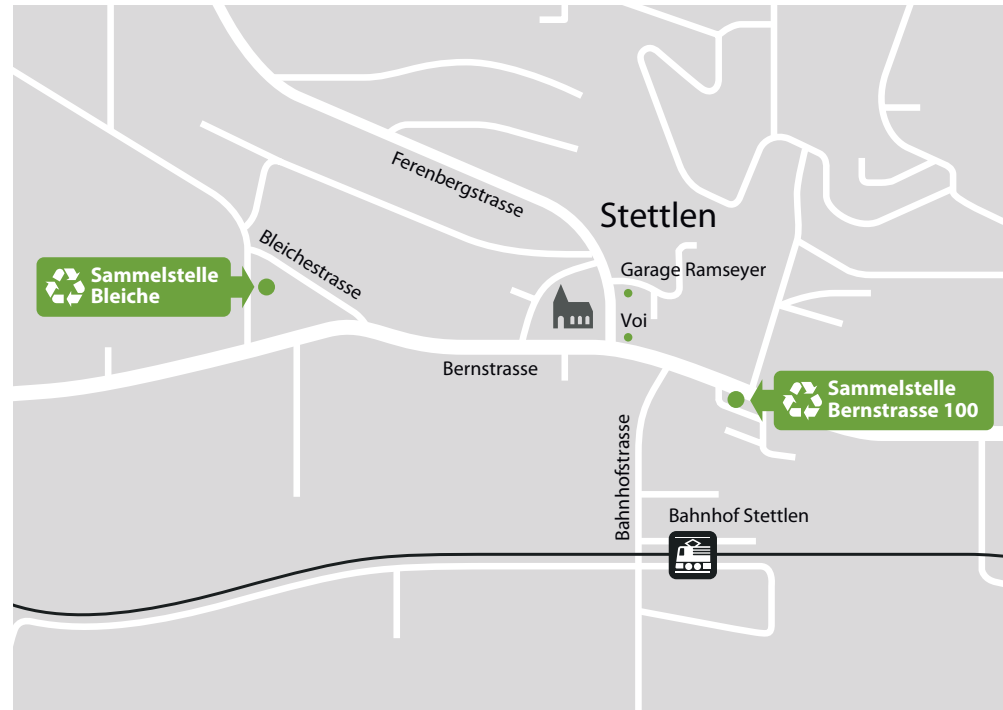 Ferenbergstrasse
Stettlen
Bleichestrasse
Garage Ramseyer
Sammelstelle
Bleiche
Voi
Bernstrasse
Sammelstelle
Bernstrasse 100
Bahnhofstrasse
Bahnhof Stettlen